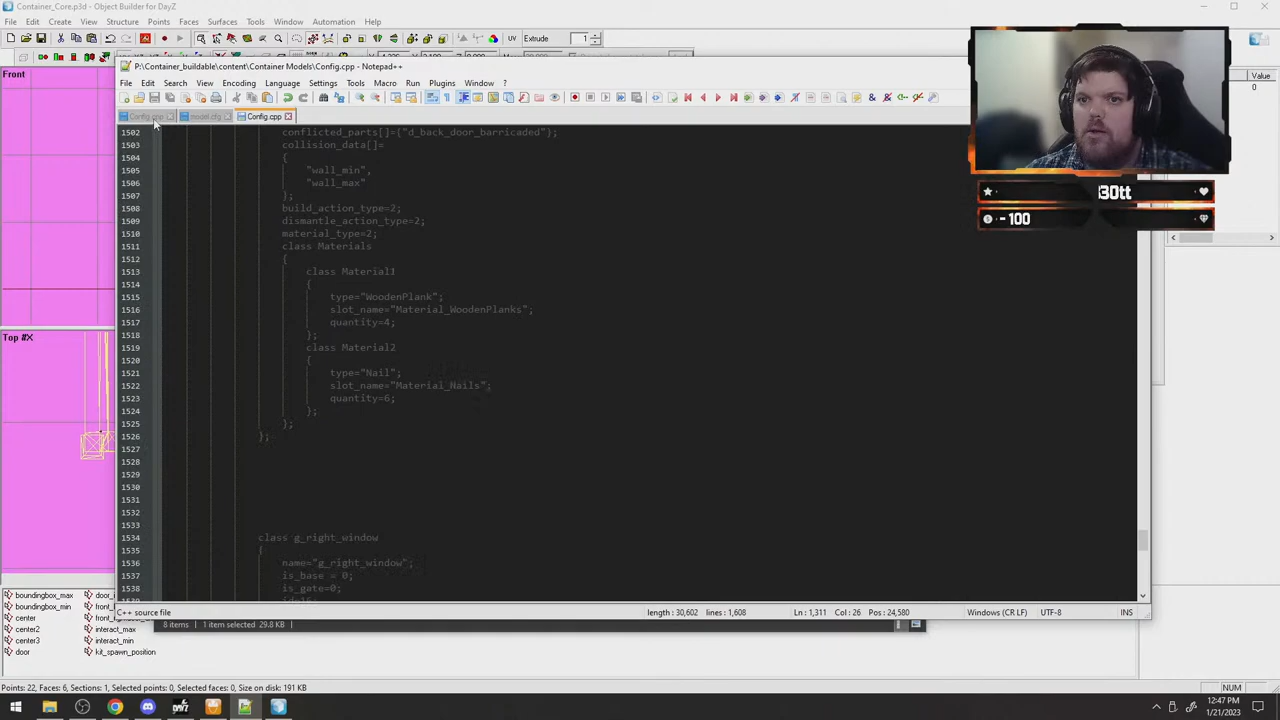 Container_Core.p3d - Object Builder for DayZ
File Edit Create View Structure Points Faces Surfaces Tools Window Automation Help
UV Extrude 1
Front
P:\Container_buildable\content\Container Models\Config.cpp - Notepad++
File Edit Search View Encoding Language Settings Tools Macro Run Plugins Window ?
Config.cpp model.cfg Config.cpp
Value
0
1502 conflicted_parts[]={"d_back_door_barricaded"};
1503 collision_data[]=
1504 {
1505 "wall_min",
1506 "wall_max"
1507 };
1508 build_action_type=2;
1509 dismantle_action_type=2;
1510 material_type=2;
1511 class Materials
1512 {
1513 class Material1
1514 {
1515 type="WoodenPlank";
1516 slot_name="Material_WoodenPlanks";
1517 quantity=4;
1518 };
1519 class Material2
1520 {
1521 type="Nail";
1522 slot_name="Material_Nails";
1523 quantity=6;
1524 };
1525 };
1526 };
1527
1528
1529
1530
1531
1532
1533
1534 class g_right_window
1535 {
1536 name="g_right_window";
1537 is_base = 0;
1538 is_gate=0;
30tt
- 100
Top #X
C++ source file length : 30,602 lines : 1,608 Ln : 1,311 Col : 26 Pos : 24,580 Windows (CR LF) UTF-8 INS
8 items 1 item selected 29.8 KB
boundingbox_max
boundingbox_min
center
center2 interact_max
center3 interact_min
door kit_spawn_position
Points: 22, Faces: 6, Sections: 1, Selected points: 0, Selected faces: 0, Size on disk: 191 KB
NUM
12:47 PM
1/21/2023